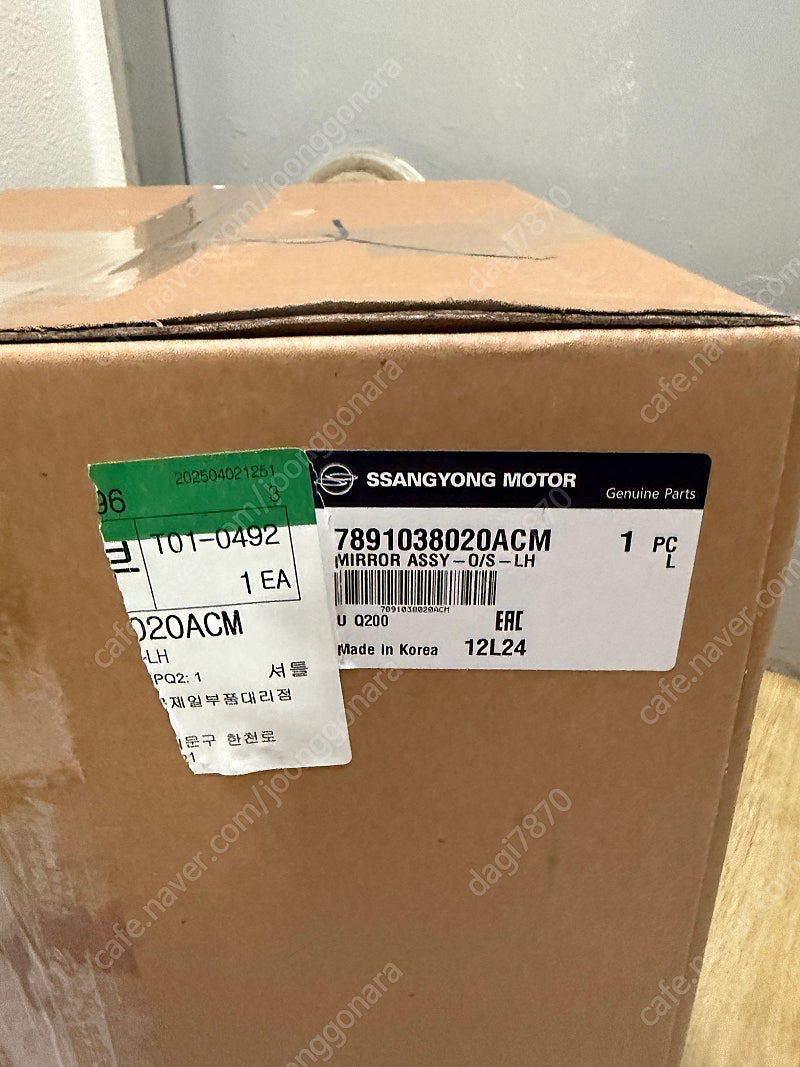 202504021251
96
3
T01-0492
1 EA
020ACM
-LH
PQ2: 1
셔틀
제일부품대리점
문구 한천로
21
SSANGYONG MOTOR
Genuine Parts
7891038020ACM
1 PC
MIRROR ASSY-O/S-LH
L
7891038020ACM
U Q200
EAC
Made In Korea
12L24
cafe.naver.com/joonggonara
dagi7870